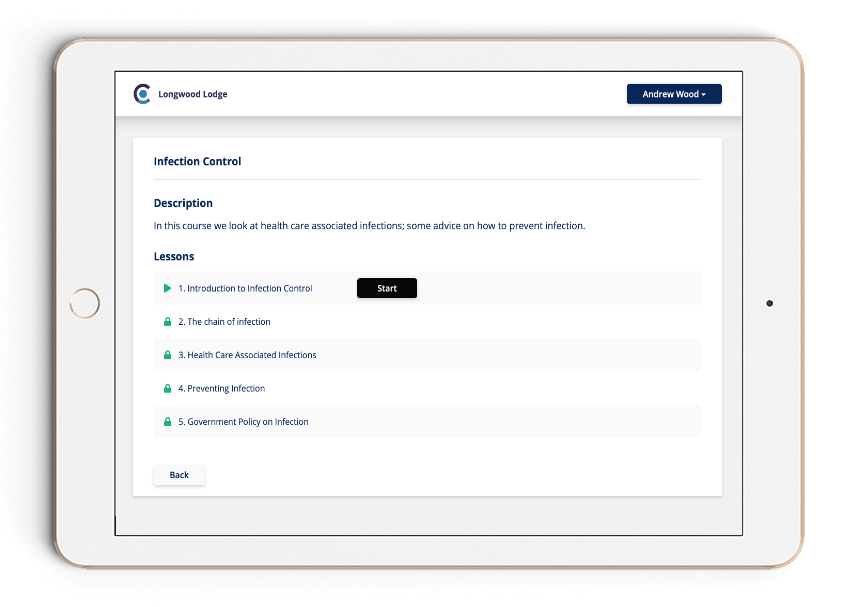 Longwood Lodge
Andrew Wood
Infection Control
Description
In this course we look at health care associated infections; some advice on how to prevent infection.
Lessons
1. Introduction to Infection Control
Start
2. The chain of infection
3. Health Care Associated Infections
4. Preventing Infection
5. Government Policy on Infection
Back